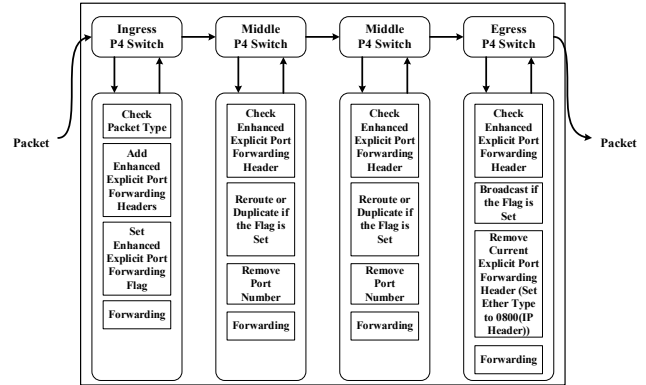 Ingress
P4 Switch
Middle
P4 Switch
Middle
P4 Switch
Egress
P4 Switch
Packet
Check
Packet Type
Add
Enhanced
Explicit Port
Forwarding
Headers
Set
Enhanced
Explicit Port
Forwarding
Flag
Forwarding
Check
Enhanced
Explicit Port
Forwarding
Header
Reroute or
Duplicate if
the Flag is
Set
Remove
Port
Number
Forwarding
Check
Enhanced
Explicit Port
Forwarding
Header
Reroute or
Duplicate if
the Flag is
Set
Remove
Port
Number
Forwarding
Check
Enhanced
Explicit Port
Forwarding
Header
Broadcast if
the Flag is
Set
Remove
Current
Explicit Port
Forwarding
Header (Set
Ether Type
to 0800(IP
Header))
Forwarding
Packet